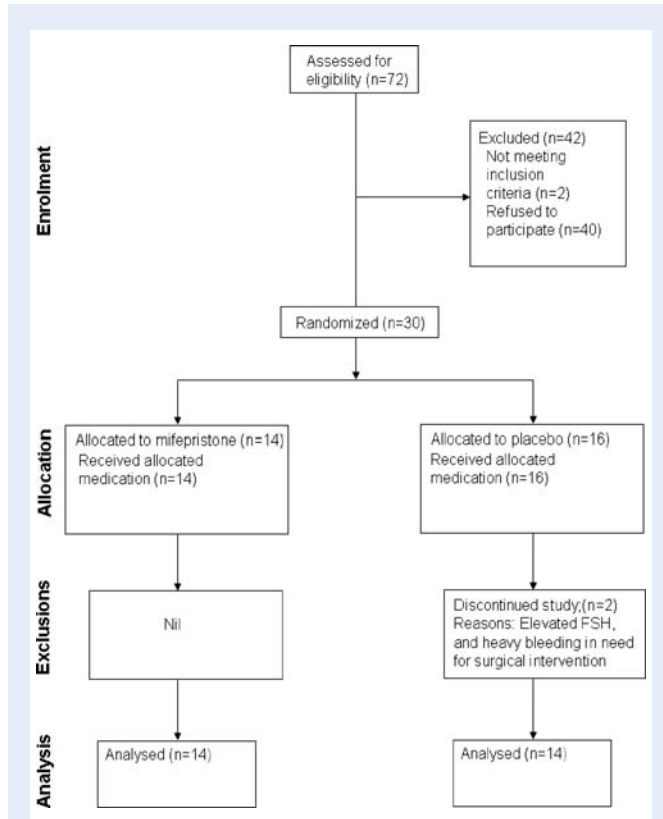 Assessed for
eligibility (n=72)
Enrolment
Excluded (n=42)
Not meeting
inclusion
criteria (n=2)
Refused to
participate (n=40)
Randomized (n=30)
Allocation
Allocated to mifepristone (n=14)
Received allocated
medication (n=14)
Allocated to placebo (n=16)
Received allocated
medication (n=16)
Exclusions
Nil
Discontinued study;(n=2)
Reasons: Elevated FSH,
and heavy bleeding in need
for surgical intervention
Analysis
Analysed (n=14)
Analysed (n=14)